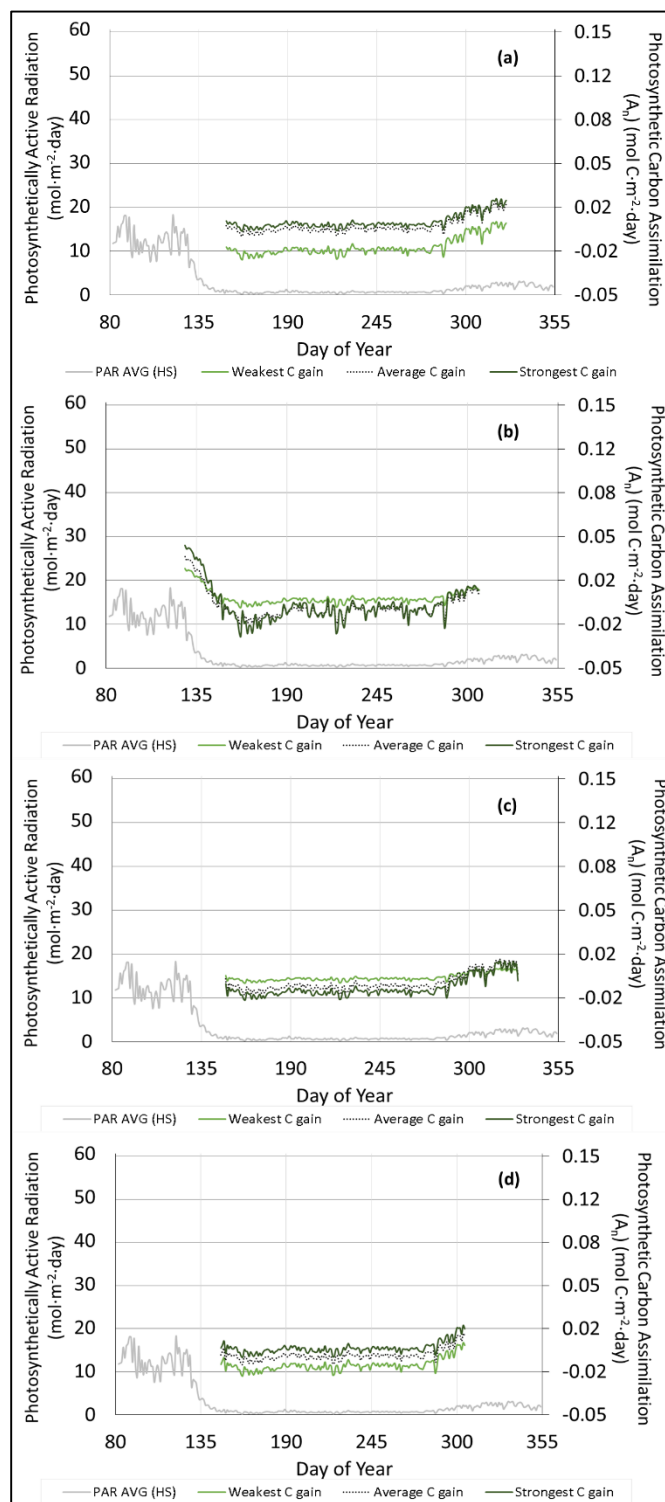 (a)
Photosynthetically Active Radiation
(mol·m-2·day)
60
50
40
30
20
10
0
0.15
0.12
0.08
0.05
0.02
-0.02
-0.05
Photosynthetic Carbon Assimilation
(An) (mol C·m-2·day)
80 135 190 245 300 355
Day of Year
PAR AVG (HS) Weakest C gain Average C gain Strongest C gain
(b)
Photosynthetically Active Radiation
(mol·m-2·day)
60
50
40
30
20
10
0
0.15
0.12
0.08
0.05
0.02
-0.02
-0.05
Photosynthetic Carbon Assimilation
(An) (mol C·m-2·day)
80 135 190 245 300 355
Day of Year
PAR AVG (HS) Weakest C gain Average C gain Strongest C gain
(c)
Photosynthetically Active Radiation
(mol·m-2·day)
60
50
40
30
20
10
0
0.15
0.12
0.08
0.05
0.02
-0.02
-0.05
Photosynthetic Carbon Assimilation
(An) (mol C·m-2·day)
80 135 190 245 300 355
Day of Year
PAR AVG (HS) Weakest C gain Average C gain Strongest C gain
(d)
Photosynthetically Active Radiation
(mol·m-2·day)
60
50
40
30
20
10
0
0.15
0.12
0.08
0.05
0.02
-0.02
-0.05
Photosynthetic Carbon Assimilation
(An) (mol C·m-2·day)
80 135 190 245 300 355
Day of Year
PAR AVG (HS) Weakest C gain Average C gain Strongest C gain